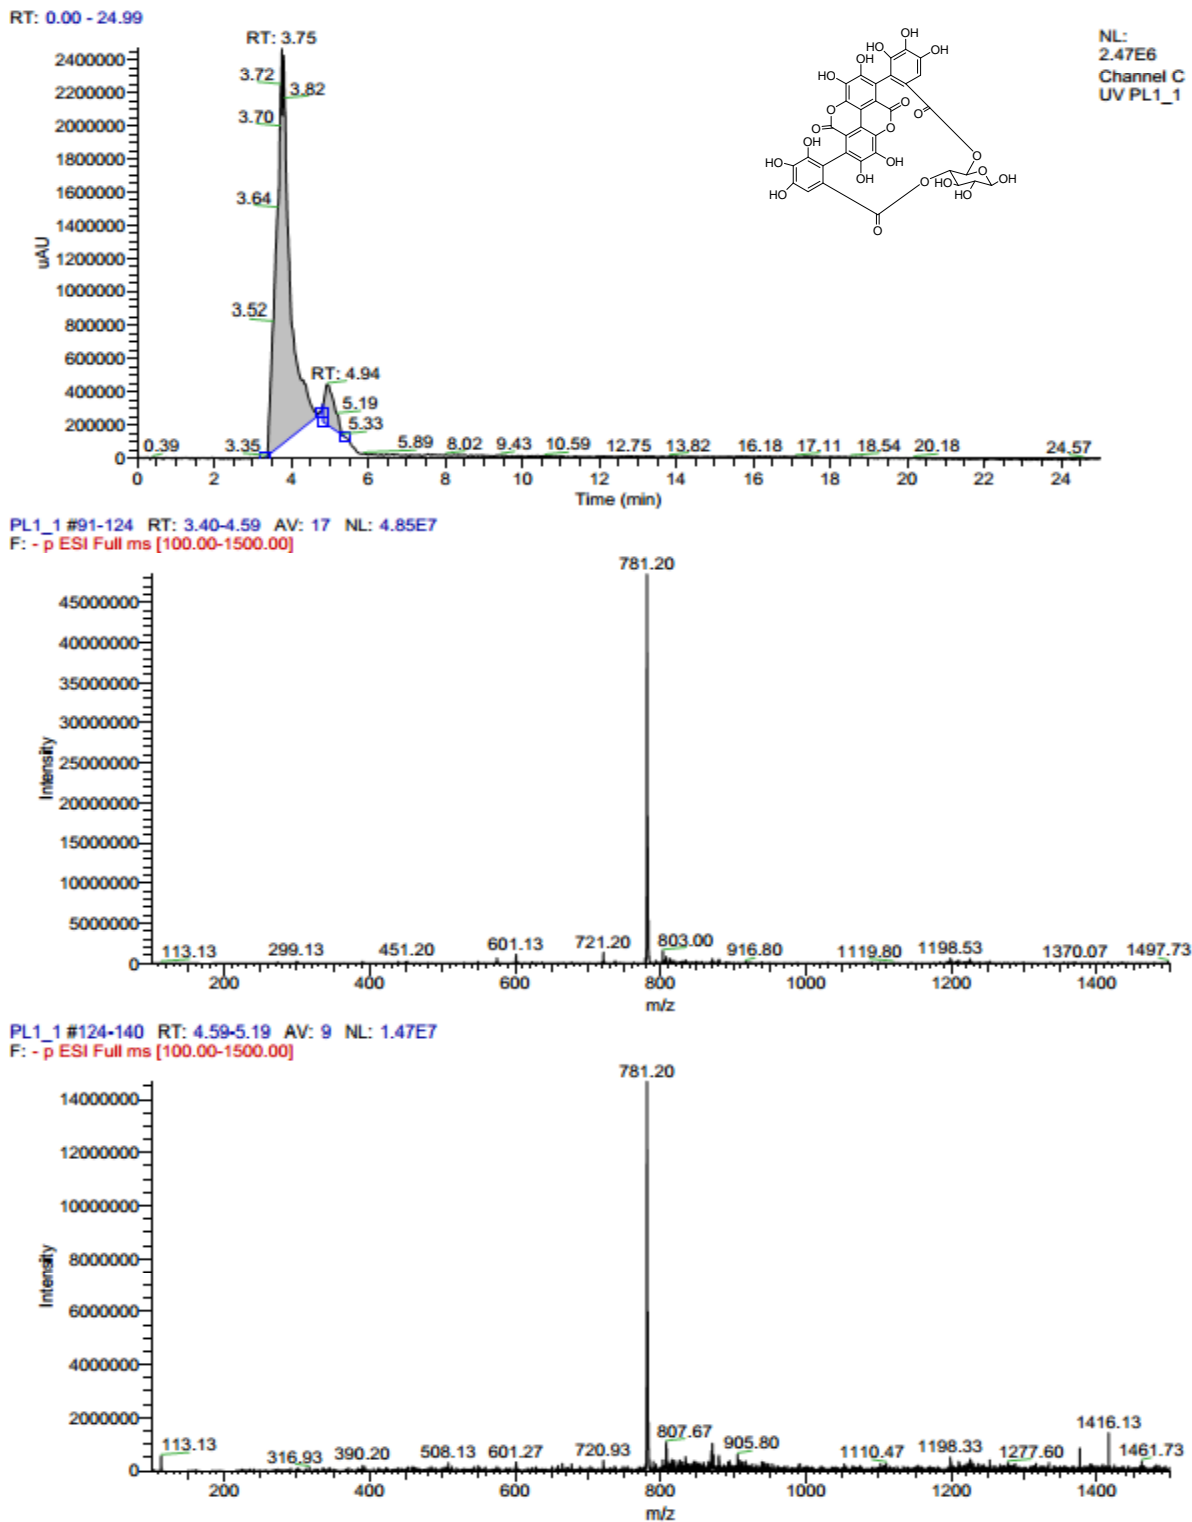 RT: 0.00 - 24.99
RT: 3.75
NL:
2.47E6
Channel C
UV PL1_1
3.72
3.82
3.70
3.64
3.52
RT: 4.94
5.19
5.33
0.39
3.35
5.89
8.02
9.43
10.59
12.75
13.82
16.18
17.11
18.54
20.18
24.57
2400000
2200000
2000000
1800000
1600000
1400000
1200000
1000000
800000
600000
400000
200000
0
uAU
0 2 4 6 8 10 12 14 16 18 20 22 24
Time (min)
OH
HO
OH
OH
HO
O
O
O
O
O
OH
HO
OH
HO
OH
HO
O
O
O
HO
O
OH
HO
O
PL1_1 #91-124 RT: 3.40-4.59 AV: 17 NL: 4.85E7
F: - p ESI Full ms [100.00-1500.00]
781.20
45000000
40000000
35000000
30000000
25000000
20000000
15000000
10000000
5000000
0
Intensity
113.13
299.13
451.20
601.13
721.20
803.00
916.80
1119.80
1198.53
1370.07
1497.73
200 400 600 800 1000 1200 1400
m/z
PL1_1 #124-140 RT: 4.59-5.19 AV: 9 NL: 1.47E7
F: - p ESI Full ms [100.00-1500.00]
781.20
14000000
12000000
10000000
8000000
6000000
4000000
2000000
0
Intensity
113.13
316.93
390.20
508.13
601.27
720.93
807.67
905.80
1110.47
1198.33
1277.60
1416.13
1461.73
200 400 600 800 1000 1200 1400
m/z